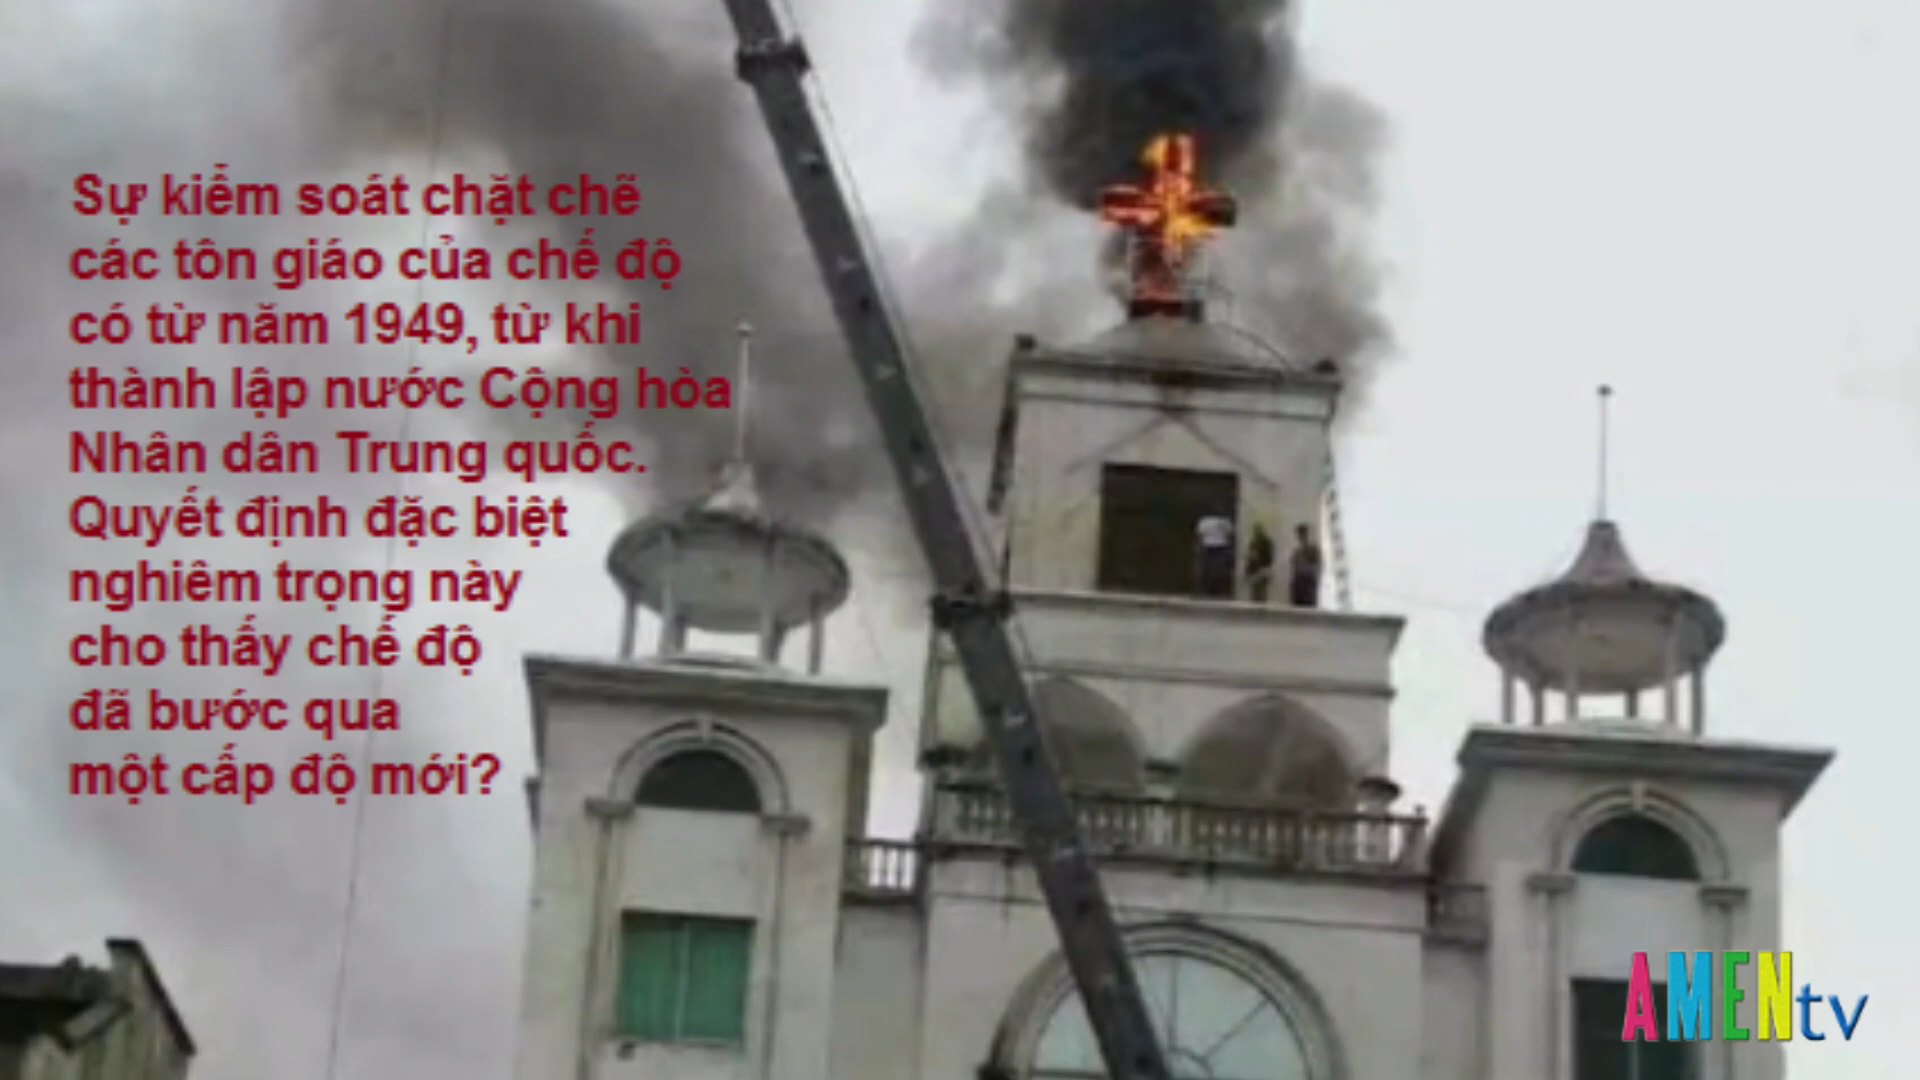 Sự kiểm soát chặt chẽ
các tôn giáo của chế độ
có từ năm 1949, từ khi
thành lập nước Cộng hòa
Nhân dân Trung quốc.
Quyết định đặc biệt
nghiêm trọng này
cho thấy chế độ
đã bước qua
một cấp độ mới?
AMENtv